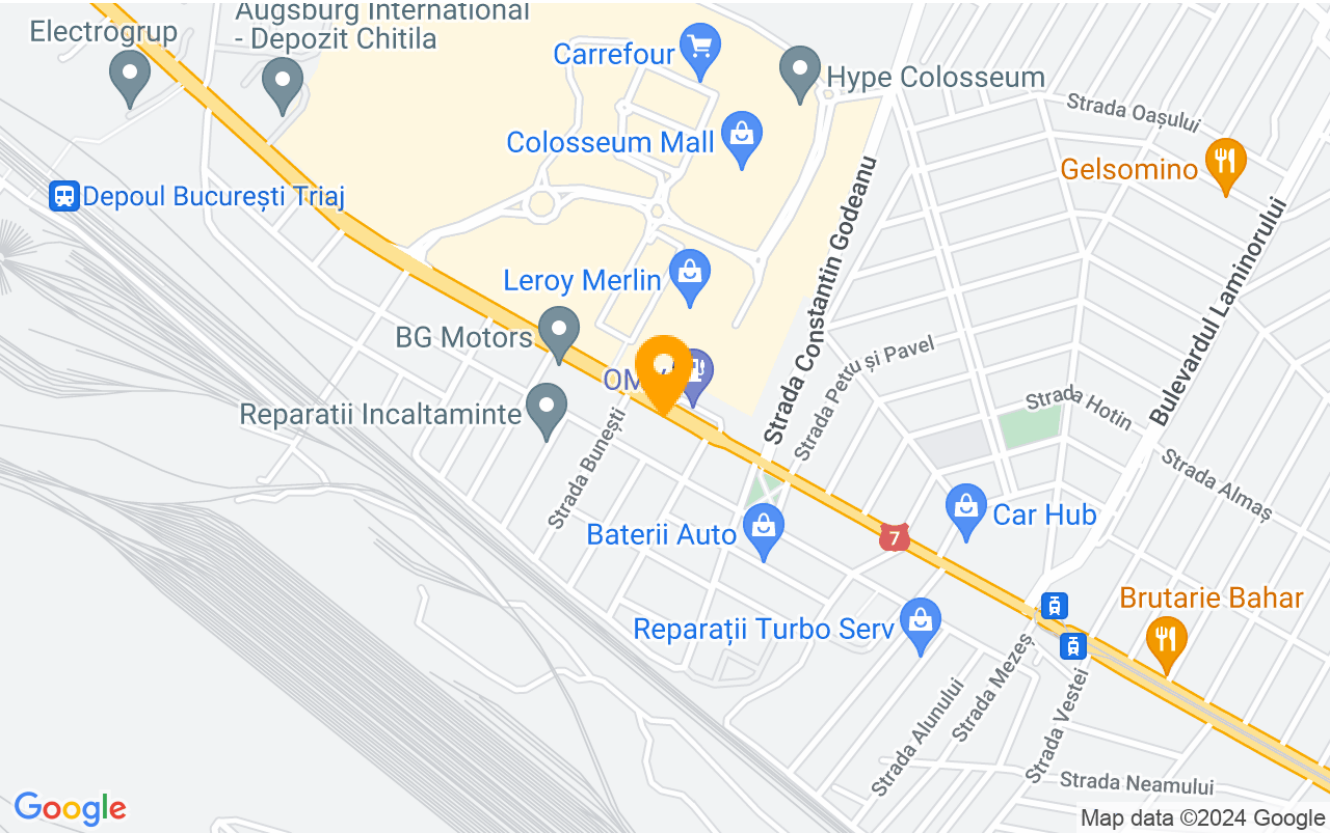 Augsburg International
- Depozit Chitila
Electrogrup
Carrefour
Hype Colosseum
Strada Oașului
Colosseum Mall
Gelsomino
Depoul București Triaj
Strada Constantin Godeanu
Bulevardul Laminorului
Leroy Merlin
BG Motors
Strada Petru și Pavel
Reparatii Incaltaminte
Strada Hotin
Strada Bunești
Strada Almaș
Car Hub
Baterii Auto
7
Brutarie Bahar
Reparații Turbo Serv
Strada Mezeș
Strada Alunului
Strada Vestei
Strada Neamului
Google
Map data ©2024 Google